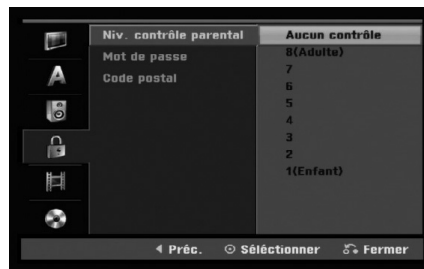 Niv. contrôle parental
Mot de passe
Code postal
Aucun contrôle
8(Adulte)
7
6
5
4
3
2
1(Enfant)
A
Préc. Séléctionner Fermer